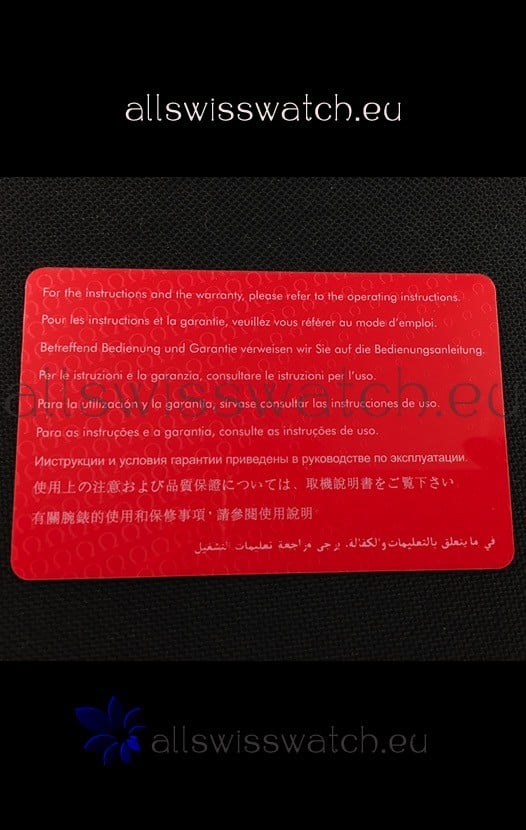 allswisswatch.eu
For the instructions and the warranty, please refer to the operating instructions.
Pour les instructions et la garantie, veuillez vous référer au mode d'emploi.
Betreffend Bedienung und Garantie verweisen wir Sie auf die Bedienungsanleitung.
Per le istruzioni e la garanzia, consultare le istruzioni per l'uso.
allswisswatch.eu
Para la utilización y la garantía, sírvase consultar las instrucciones de uso.
Para as instruções e a garantia, consulte as instruções de uso.
Инструкции и условия гарантии приведены в руководстве по эксплуатации.
使用上の注意および品質保證については、取機說明書をご覧下さい
有關腕錶的使用和保修事項，請參閱使用說明
في ما يتعلق بالتعليمات والكفالة، يرجى مراجعة تعليمات التشغيل
allswisswatch.eu